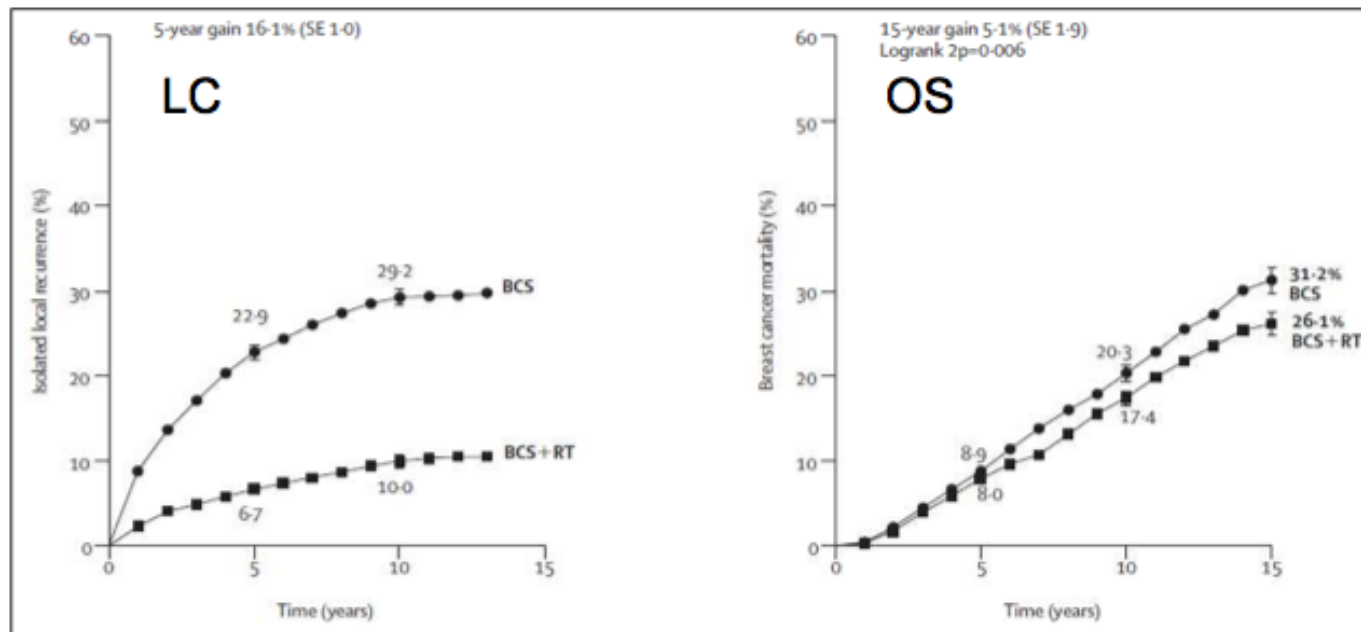 5-year gain 16·1% (SE 1·0)
LC
60
50
40
30
20
10
0
Isolated local recurrence (%)
22·9
29·2
BCS
6·7
10·0
BCS+RT
0
5
10
15
Time (years)
15-year gain 5·1% (SE 1·9)
Logrank 2p=0·006
OS
60
50
40
30
20
10
0
Breast cancer mortality (%)
8·9
20·3
31·2%
BCS
8·0
17·4
26·1%
BCS+RT
0
5
10
15
Time (years)